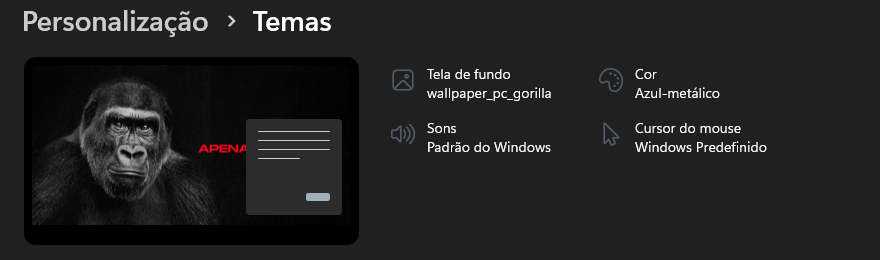 Personalização > Temas
Tela de fundo
wallpaper_pc_gorilla
Cor
Azul-metálico
Sons
Padrão do Windows
Cursor do mouse
Windows Predefinido
APENA